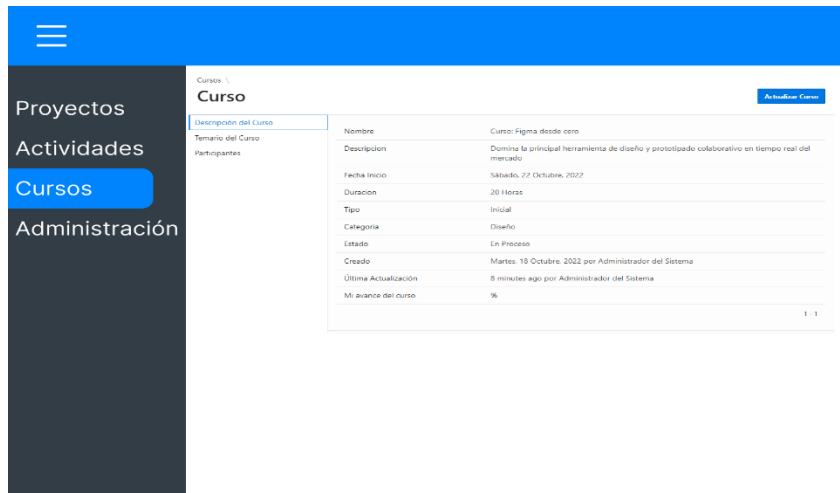 Proyectos
Actividades
Cursos
Administración
Cursos \
Curso
Actualizar Curso
Descripción del Curso
Temario del Curso
Participantes
Nombre Curso: Figma desde cero
Descripcion Domina la principal herramienta de diseño y prototipado colaborativo en tiempo real del
mercado
Fecha Inicio Sábado, 22 Octubre, 2022
Duracion 20 Horas
Tipo Inicial
Categoria Diseño
Estado En Proceso
Creado Martes, 18 Octubre, 2022 por Administrador del Sistema
Última Actualización 8 minutes ago por Administrador del Sistema
Mi avance del curso %
1 - 1